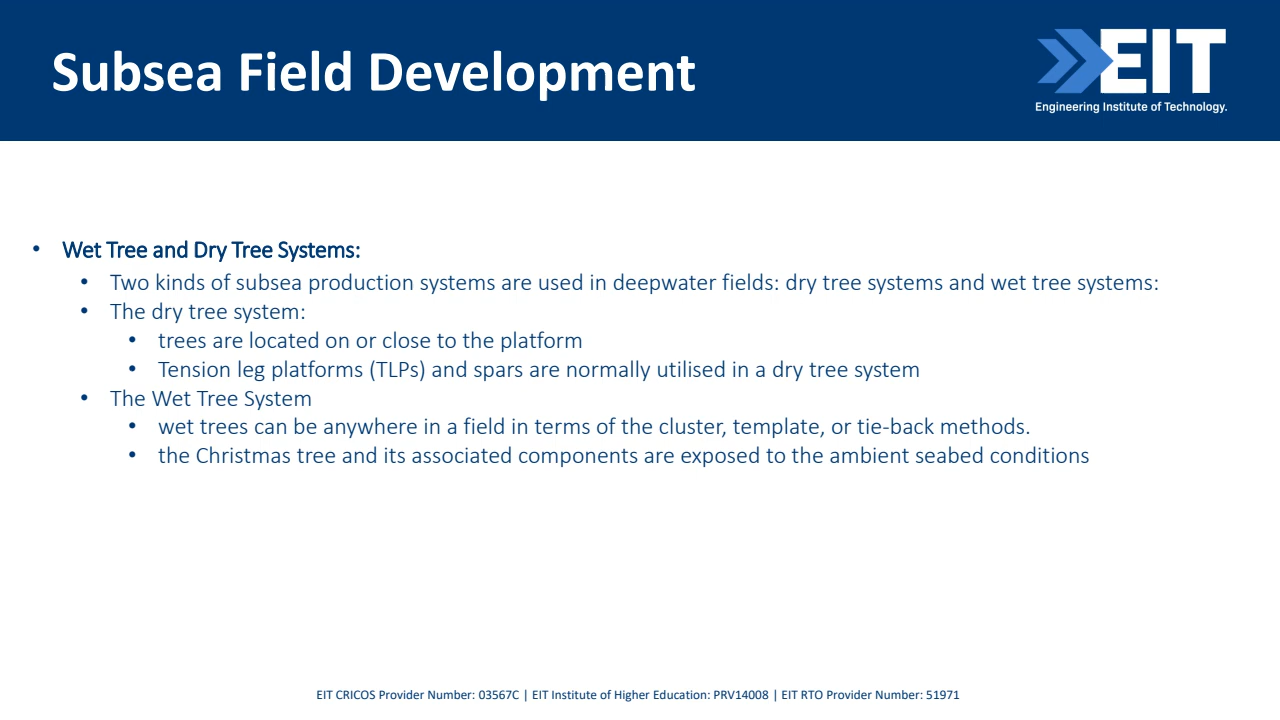 Subsea Field Development
EIT
Engineering Institute of Technology.
• Wet Tree and Dry Tree Systems:
• Two kinds of subsea production systems are used in deepwater fields: dry tree systems and wet tree systems:
• The dry tree system:
• trees are located on or close to the platform
• Tension leg platforms (TLPs) and spars are normally utilised in a dry tree system
• The Wet Tree System
• wet trees can be anywhere in a field in terms of the cluster, template, or tie-back methods.
• the Christmas tree and its associated components are exposed to the ambient seabed conditions
EIT CRICOS Provider Number: 03567C | EIT Institute of Higher Education: PRV14008 | EIT RTO Provider Number: 51971